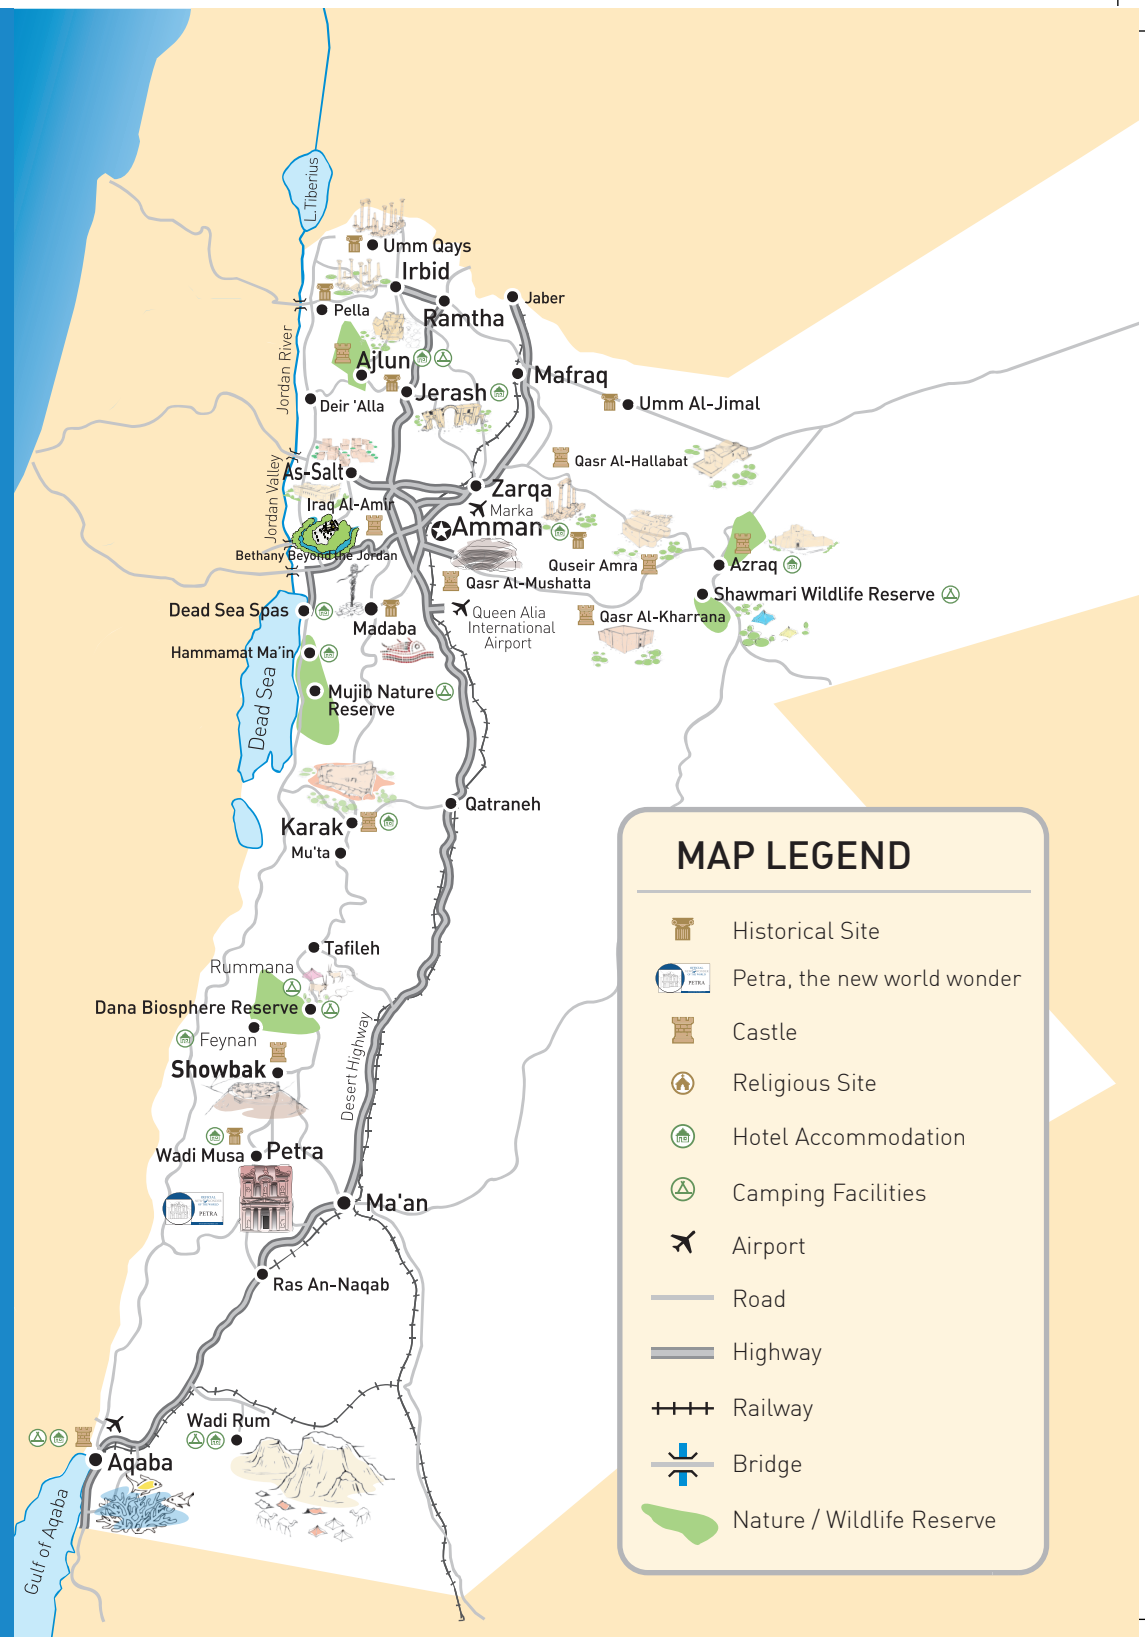 L.Tiberius
Umm Qays
Irbid
Jaber
Pella
Ramtha
Jordan River
Ajlun
Mafraq
Jerash
Deir 'Alla
Umm Al-Jimal
Jordan Valley
As-Salt
Qasr Al-Hallabat
Zarqa
Iraq Al-Amir
Marka
Amman
Bethany Beyond the Jordan
Quseir Amra
Azraq
Qasr Al-Mushatta
Shawmari Wildlife Reserve
Dead Sea Spas
Madaba
Queen Alia
International
Airport
Qasr Al-Kharrana
Hammamat Ma'in
Dead Sea
Mujib Nature
Reserve
Qatraneh
Karak
Mu'ta
Tafileh
Rummana
Dana Biosphere Reserve
Feynan
Desert Highway
Showbak
Wadi Musa
Petra
PETRA
Ma'an
Ras An-Naqab
Wadi Rum
Aqaba
Gulf of Aqaba
MAP LEGEND
Historical Site
PETRA
Petra, the new world wonder
Castle
Religious Site
Hotel Accommodation
Camping Facilities
Airport
Road
Highway
Railway
Bridge
Nature / Wildlife Reserve